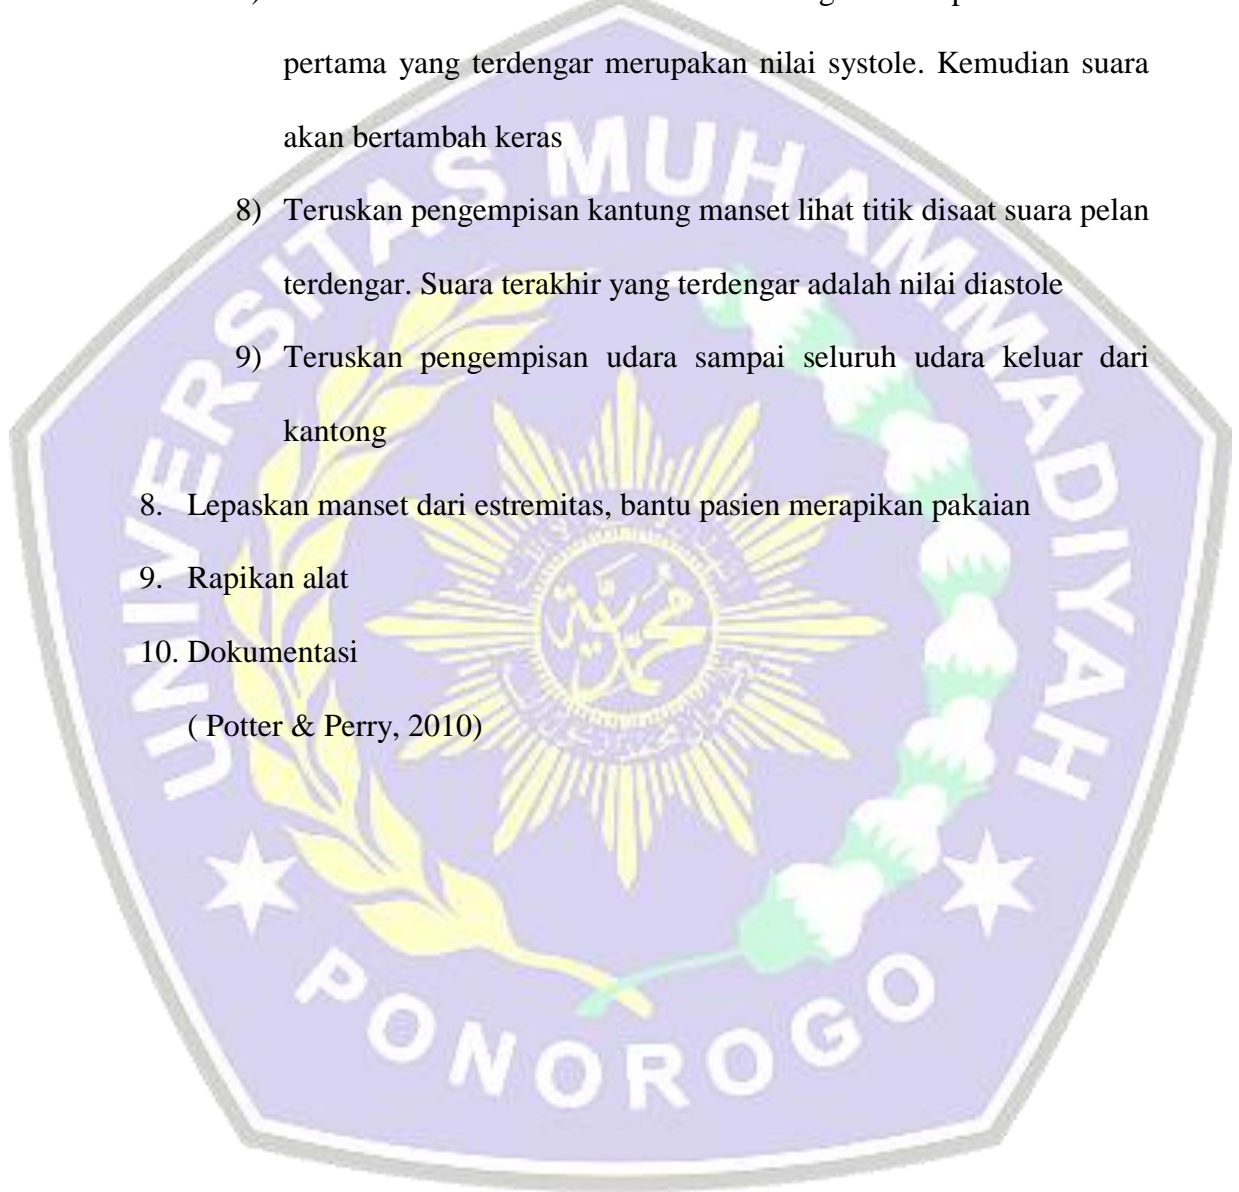 pertama yang terdengar merupakan nilai systole. Kemudian suara
akan bertambah keras
8) Teruskan pengempisan kantung manset lihat titik disaat suara pelan
terdengar. Suara terakhir yang terdengar adalah nilai diastole
9) Teruskan pengempisan udara sampai seluruh udara keluar dari
kantong
8. Lepaskan manset dari estremitas, bantu pasien merapikan pakaian
9. Rapikan alat
10. Dokumentasi
( Potter & Perry, 2010)
UNIVERSITAS MUHAMMADIYAH
PONOROGO
محمدية